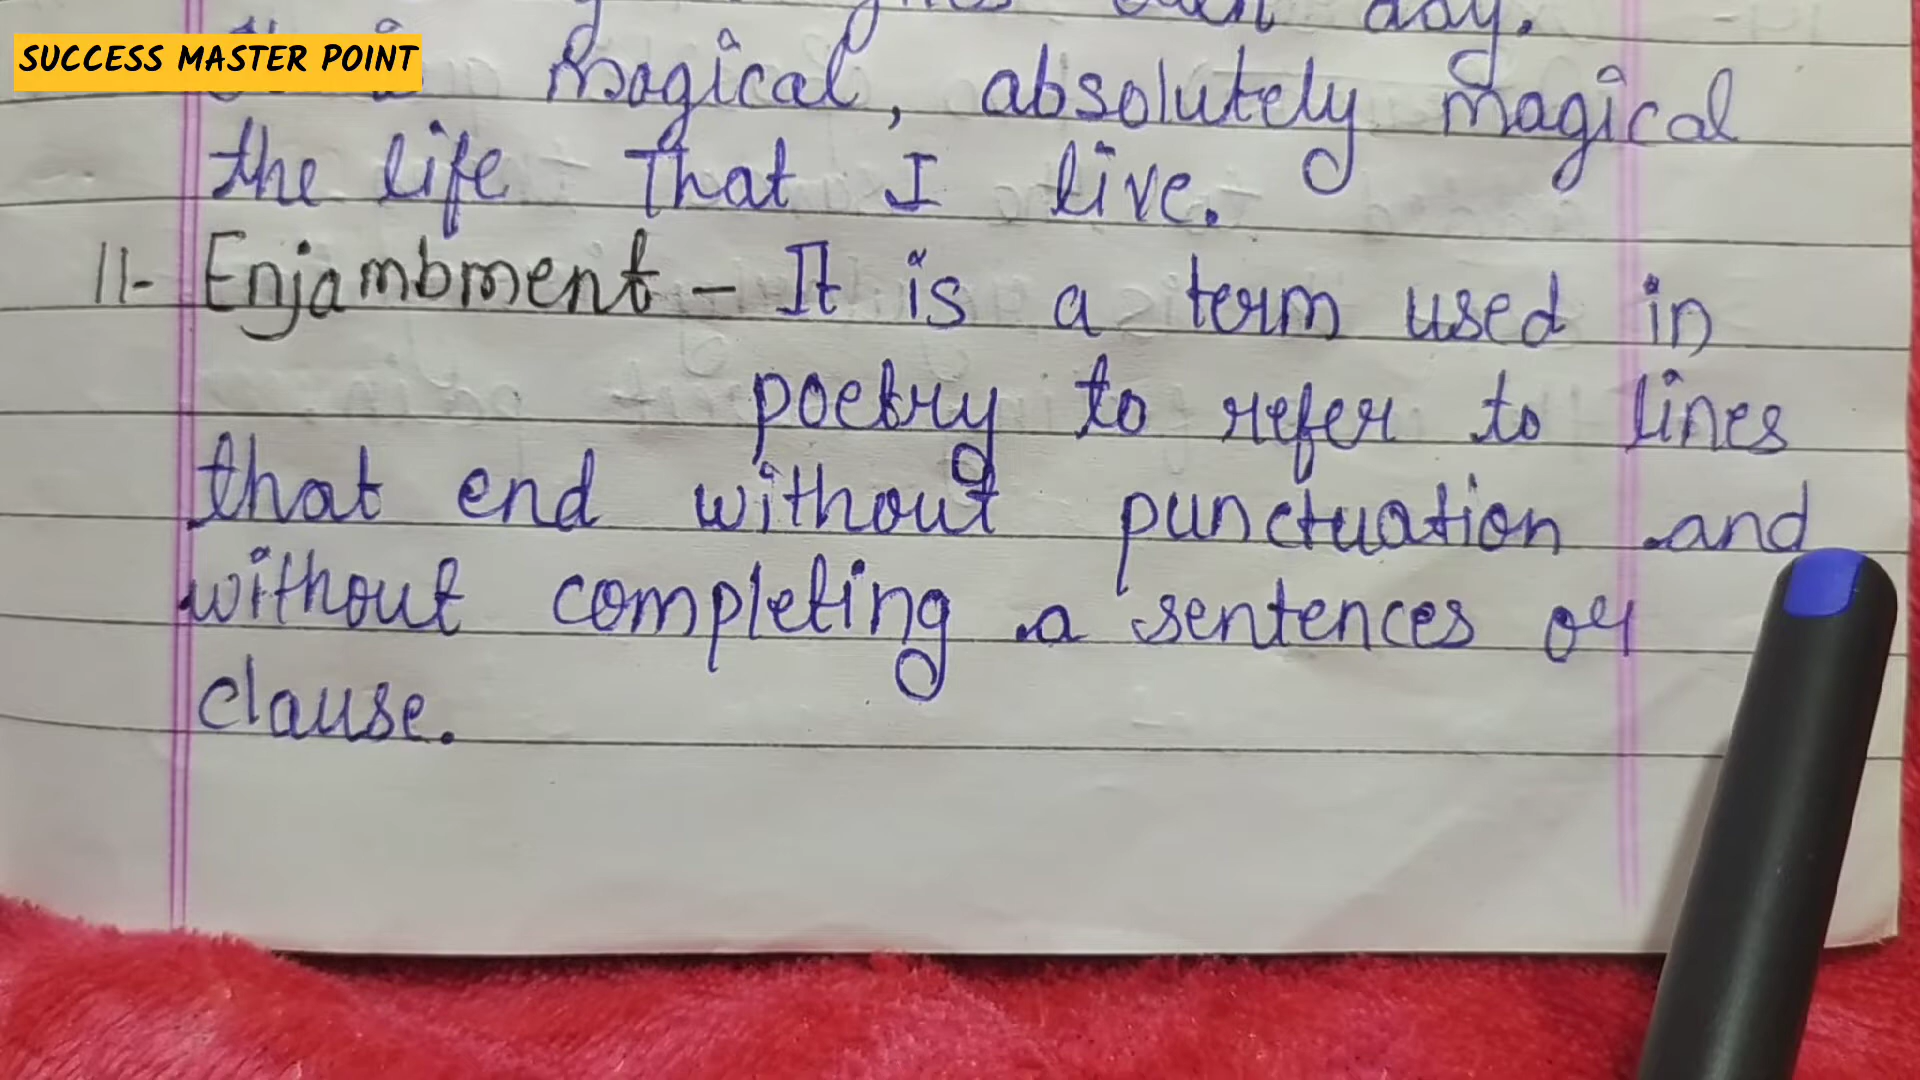 day.
SUCCESS MASTER POINT
magical, absolutely magical
the life that I live.
11- Enjambment - It is a term used in
poetry to refer to lines
that end without punctuation and
without completing a sentences or
clause.